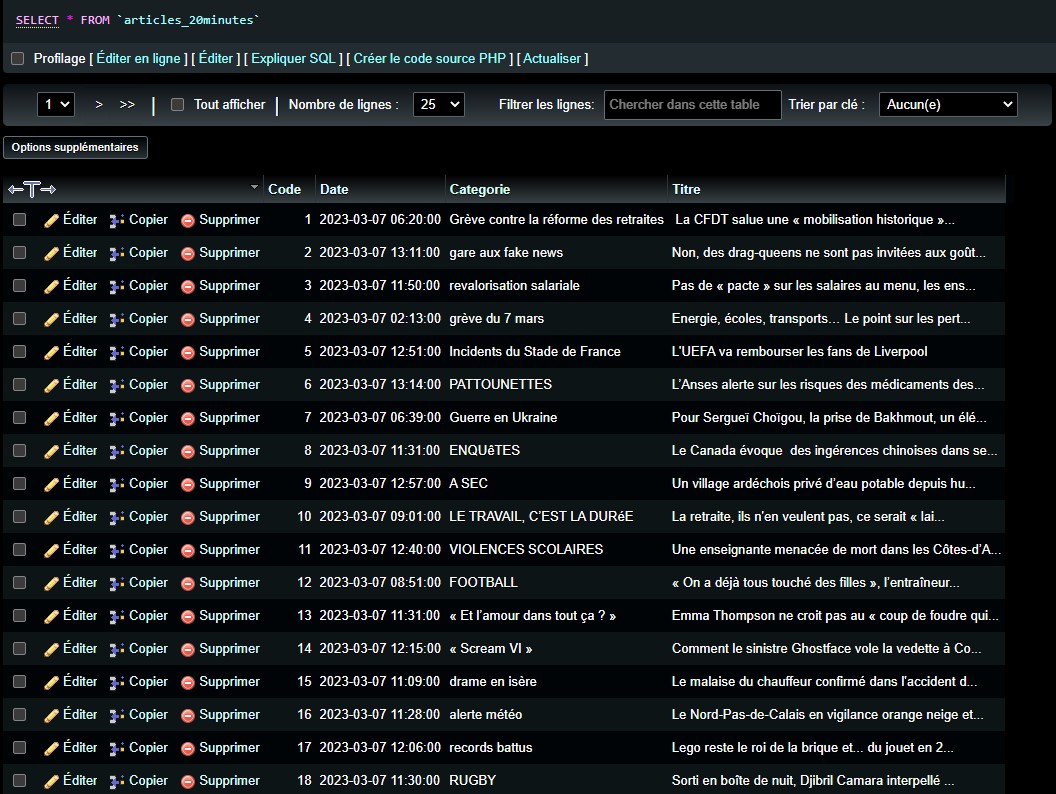 SELECT * FROM `articles_20minutes`
Profilage [ Éditer en ligne ] [ Éditer ] [ Expliquer SQL ] [ Créer le code source PHP ] [ Actualiser ]
1 > >> | Tout afficher | Nombre de lignes : 25 Filtrer les lignes: Chercher dans cette table Trier par clé : Aucun(e)
Options supplémentaires
←T→ Code Date Categorie Titre
Éditer Copier Supprimer 1 2023-03-07 06:20:00 Grève contre la réforme des retraites La CFDT salue une « mobilisation historique »...
Éditer Copier Supprimer 2 2023-03-07 13:11:00 gare aux fake news Non, des drag-queens ne sont pas invitées aux goût...
Éditer Copier Supprimer 3 2023-03-07 11:50:00 revalorisation salariale Pas de « pacte » sur les salaires au menu, les ens...
Éditer Copier Supprimer 4 2023-03-07 02:13:00 grève du 7 mars Energie, écoles, transports… Le point sur les pert...
Éditer Copier Supprimer 5 2023-03-07 12:51:00 Incidents du Stade de France L'UEFA va rembourser les fans de Liverpool
Éditer Copier Supprimer 6 2023-03-07 13:14:00 PATTOUNETTES L’Anses alerte sur les risques des médicaments des...
Éditer Copier Supprimer 7 2023-03-07 06:39:00 Guerre en Ukraine Pour Sergueï Choïgou, la prise de Bakhmout, un élé...
Éditer Copier Supprimer 8 2023-03-07 11:31:00 ENQUêTES Le Canada évoque des ingérences chinoises dans se...
Éditer Copier Supprimer 9 2023-03-07 12:57:00 A SEC Un village ardéchois privé d’eau potable depuis hu...
Éditer Copier Supprimer 10 2023-03-07 09:01:00 LE TRAVAIL, C’EST LA DURéE La retraite, ils n’en veulent pas, ce serait « lai...
Éditer Copier Supprimer 11 2023-03-07 12:40:00 VIOLENCES SCOLAIRES Une enseignante menacée de mort dans les Côtes-d’A...
Éditer Copier Supprimer 12 2023-03-07 08:51:00 FOOTBALL « On a déjà tous touché des filles », l’entraîneur...
Éditer Copier Supprimer 13 2023-03-07 11:31:00 « Et l’amour dans tout ça ? » Emma Thompson ne croit pas au « coup de foudre qui...
Éditer Copier Supprimer 14 2023-03-07 12:15:00 « Scream VI » Comment le sinistre Ghostface vole la vedette à Co...
Éditer Copier Supprimer 15 2023-03-07 11:09:00 drame en isère Le malaise du chauffeur confirmé dans l'accident d...
Éditer Copier Supprimer 16 2023-03-07 11:28:00 alerte météo Le Nord-Pas-de-Calais en vigilance orange neige et...
Éditer Copier Supprimer 17 2023-03-07 12:06:00 records battus Lego reste le roi de la brique et... du jouet en 2...
Éditer Copier Supprimer 18 2023-03-07 11:30:00 RUGBY Sorti en boîte de nuit, Djibril Camara interpellé ...